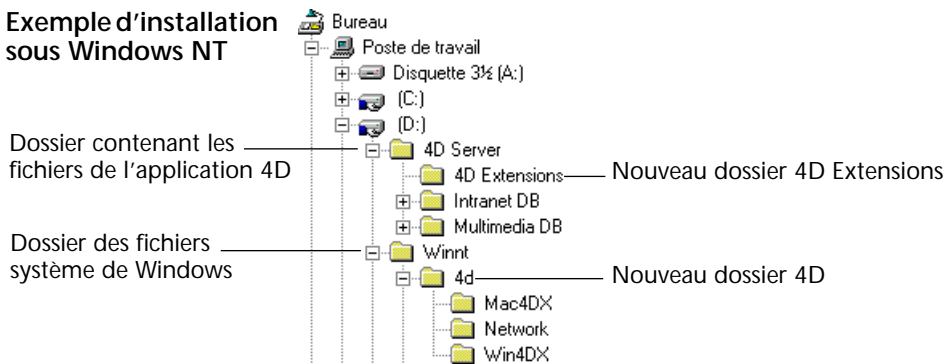 Exemple d'installation
sous Windows NT
Bureau
Poste de travail
Disquette 3½ (A:)
(C:)
(D:)
Dossier contenant les
fichiers de l'application 4D
4D Server
4D Extensions
Nouveau dossier 4D Extensions
Intranet DB
Multimedia DB
Dossier des fichiers
système de Windows
Winnt
4d
Nouveau dossier 4D
Mac4DX
Network
Win4DX